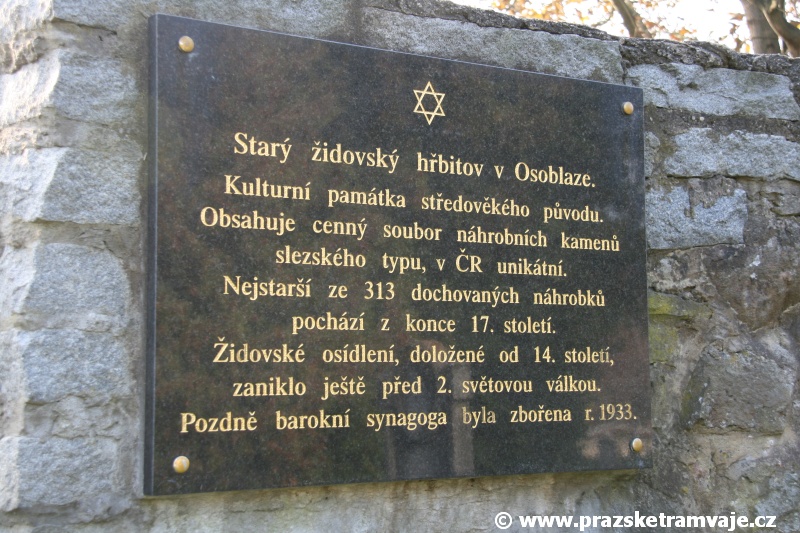 Starý židovský hřbitov v Osoblaze.
Kulturní památka středověkého původu.
Obsahuje cenný soubor náhrobních kamenů
slezského typu, v ČR unikátní.
Nejstarší ze 313 dochovaných náhrobků
pochází z konce 17. století.
Židovské osídlení, doložené od 14. století,
zaniklo ještě před 2. světovou válkou.
Pozdně barokní synagoga byla zbořena r. 1933.
© www.prazsketramvaje.cz